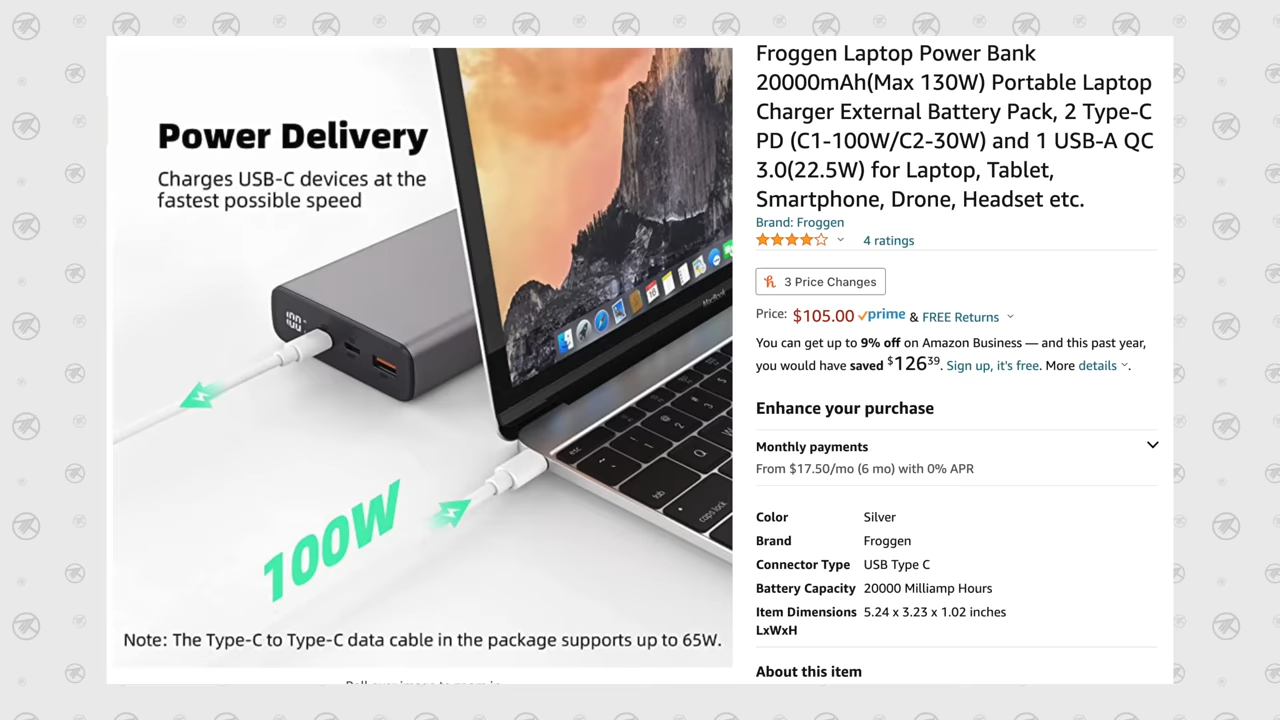 Power Delivery
Charges USB-C devices at the
fastest possible speed
100W
Note: The Type-C to Type-C data cable in the package supports up to 65W.
Froggen Laptop Power Bank
20000mAh(Max 130W) Portable Laptop
Charger External Battery Pack, 2 Type-C
PD (C1-100W/C2-30W) and 1 USB-A QC
3.0(22.5W) for Laptop, Tablet,
Smartphone, Drone, Headset etc.
Brand: Froggen
4 ratings
3 Price Changes
Price: $105.00 prime & FREE Returns
You can get up to 9% off on Amazon Business — and this past year,
you would have saved $126³⁹. Sign up, it's free. More details .
Enhance your purchase
Monthly payments
From $17.50/mo (6 mo) with 0% APR
Color Silver
Brand Froggen
Connector Type USB Type C
Battery Capacity 20000 Milliamp Hours
Item Dimensions 5.24 x 3.23 x 1.02 inches
LxWxH
About this item